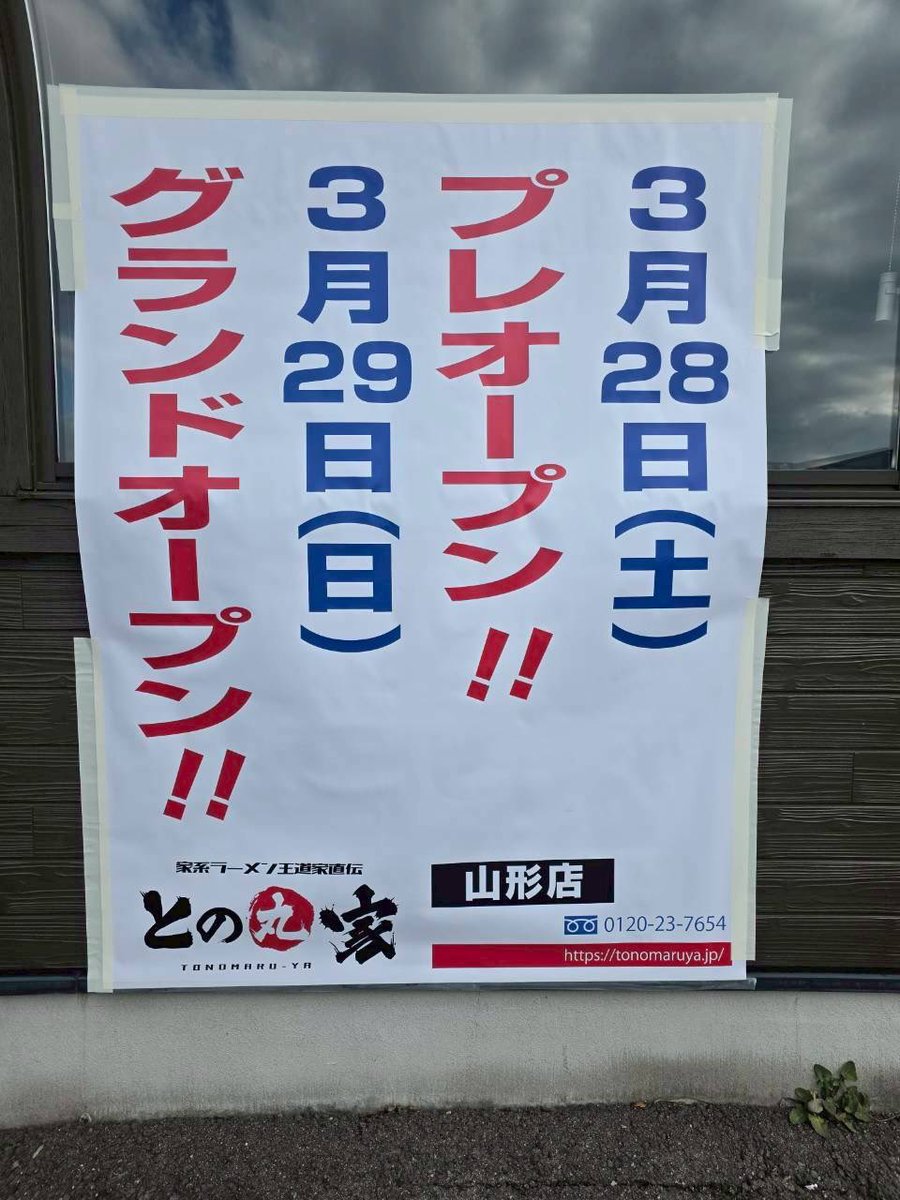 3月28日(土)
プレオープン!!
3月29日(日)
グランドオープン!!
家系ラーメン王道家直伝
との丸家
TONOMARU-YA
山形店
0120-23-7654
https://tonomaruya.jp/